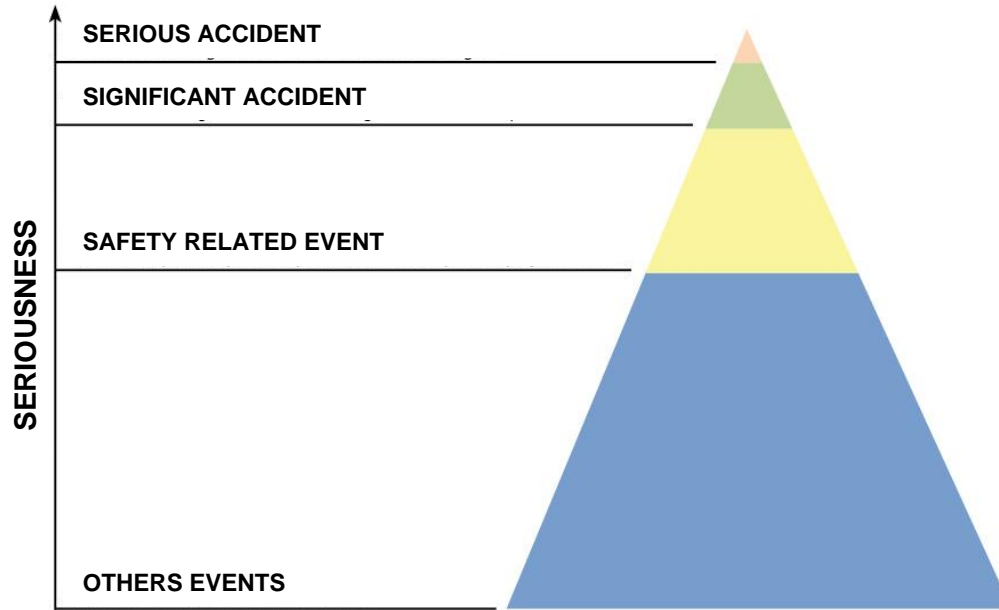 SERIOUS ACCIDENT
SIGNIFICANT ACCIDENT
SAFETY RELATED EVENT
SERIOUSNESS
OTHERS EVENTS